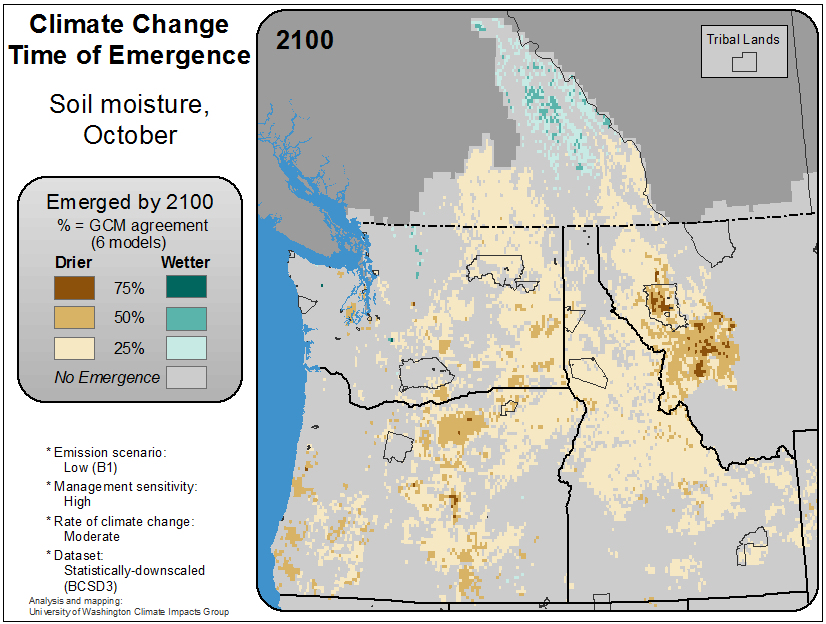 Climate Change
Time of Emergence
Soil moisture,
October
Emerged by 2100
% = GCM agreement
(6 models)
Drier Wetter
75%
50%
25%
No Emergence
* Emission scenario:
Low (B1)
* Management sensitivity:
High
* Rate of climate change:
Moderate
* Dataset:
Statistically-downscaled
(BCSD3)
Analysis and mapping:
University of Washington Climate Impacts Group
2100
Tribal Lands